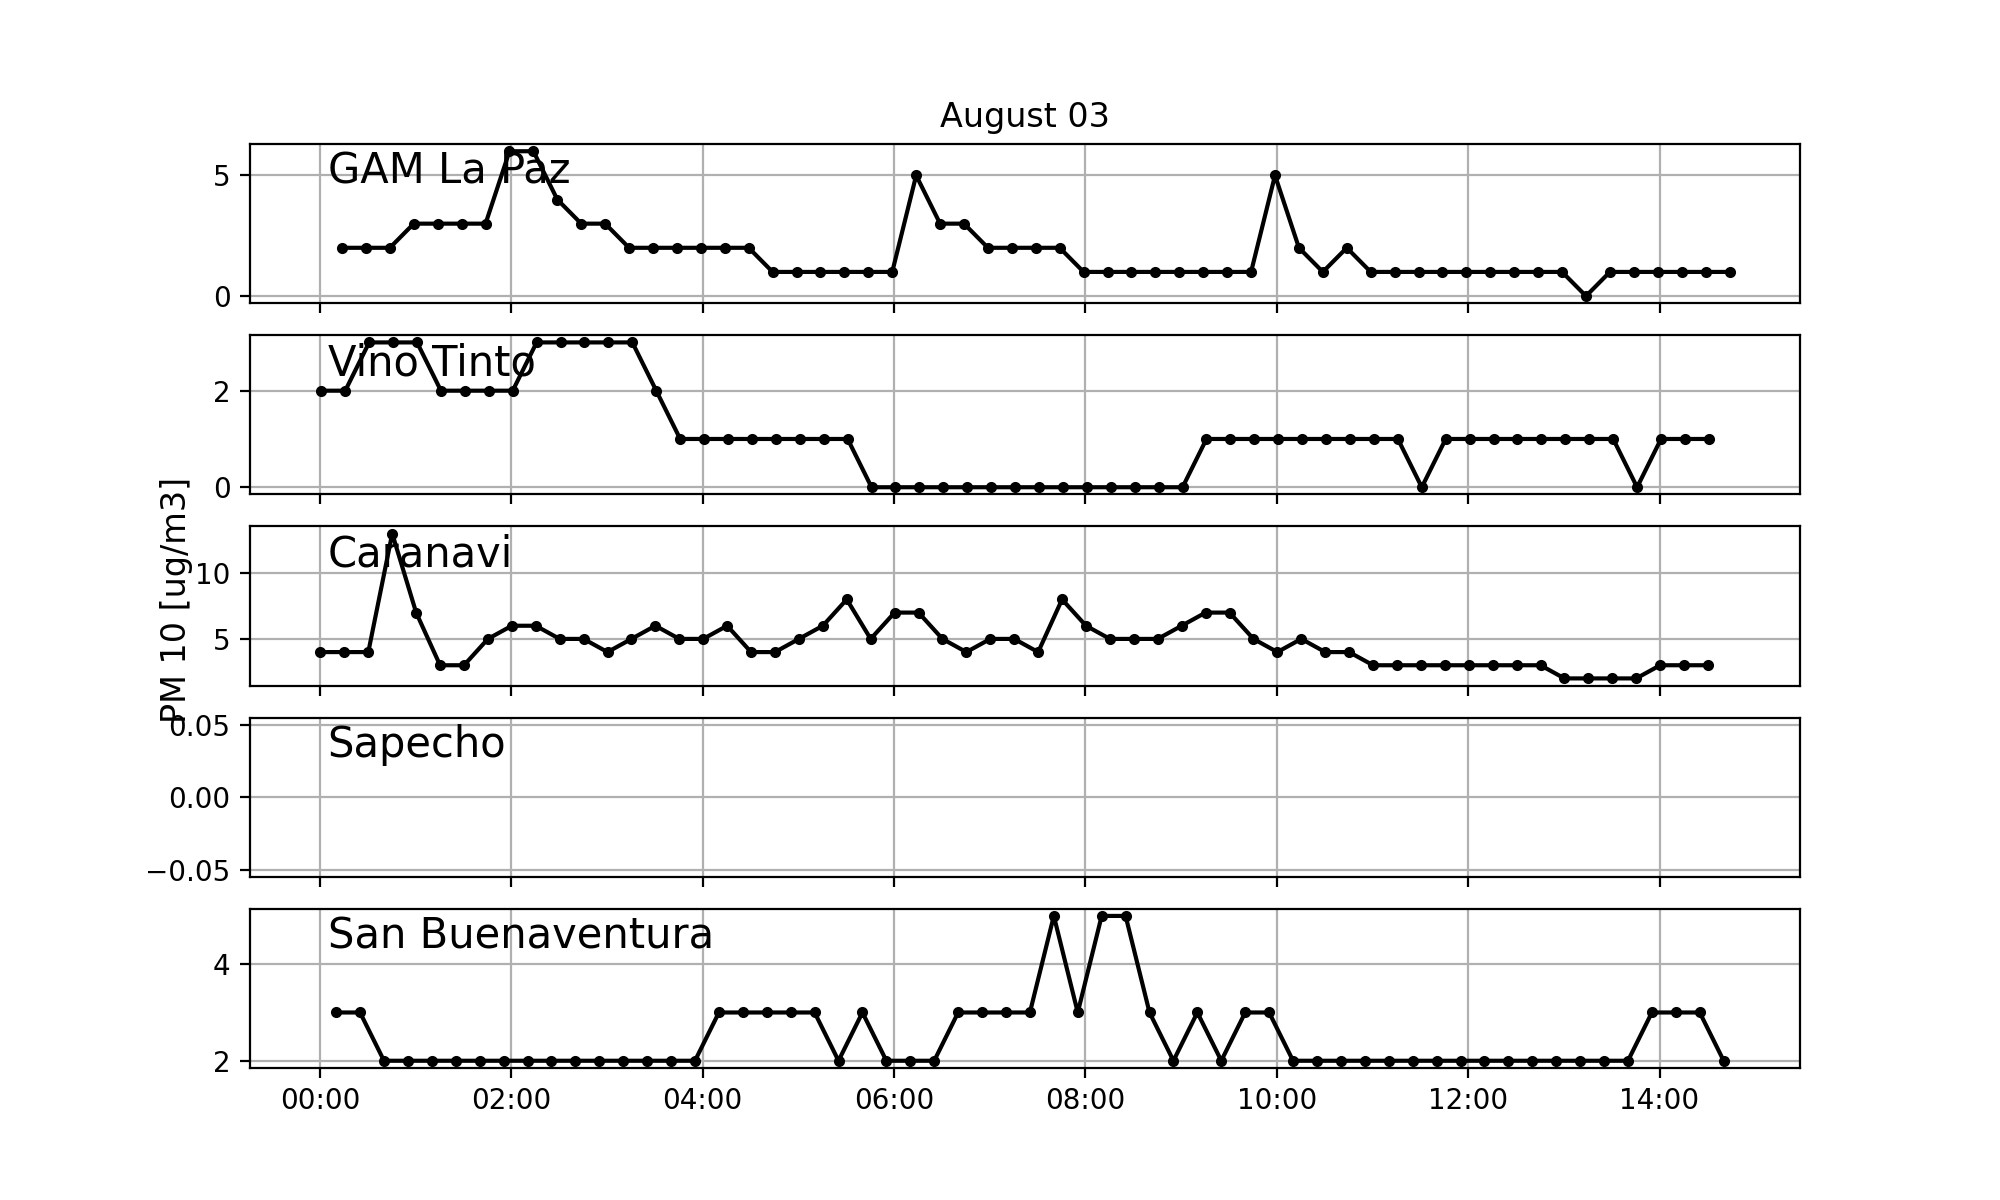 August 03
GAM La Paz
5
0
Vino Tinto
2
0
PM 10 [ug/m3]
Caranavi
10
5
Sapecho
0.05
0.00
−0.05
San Buenaventura
4
2
00:00 02:00 04:00 06:00 08:00 10:00 12:00 14:00